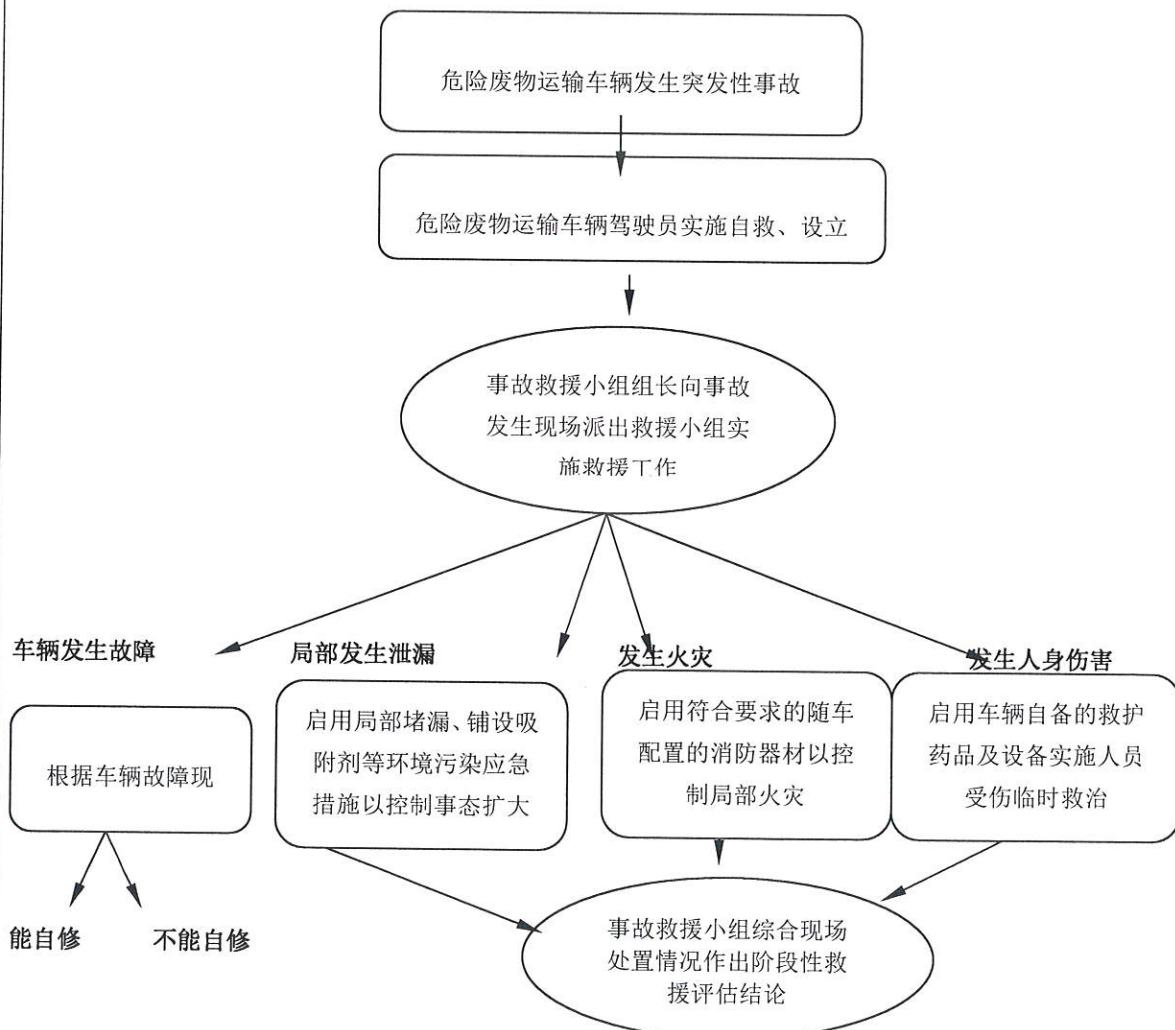 危险废物运输车辆发生突发性事故
危险废物运输车辆驾驶员实施自救、设立
事故救援小组组长向事故
发生现场派出救援小组实
施救援工作
车辆发生故障
局部发生泄漏
发生火灾
发生人身伤害
根据车辆故障现
启用局部堵漏、铺设吸
附剂等环境污染应急
措施以控制事态扩大
启用符合要求的随车
配置的消防器材以控
制局部火灾
启用车辆自备的救护
药品及设备实施人员
受伤临时救治
能自修
不能自修
事故救援小组综合现场
处置情况作出阶段性救
援评估结论